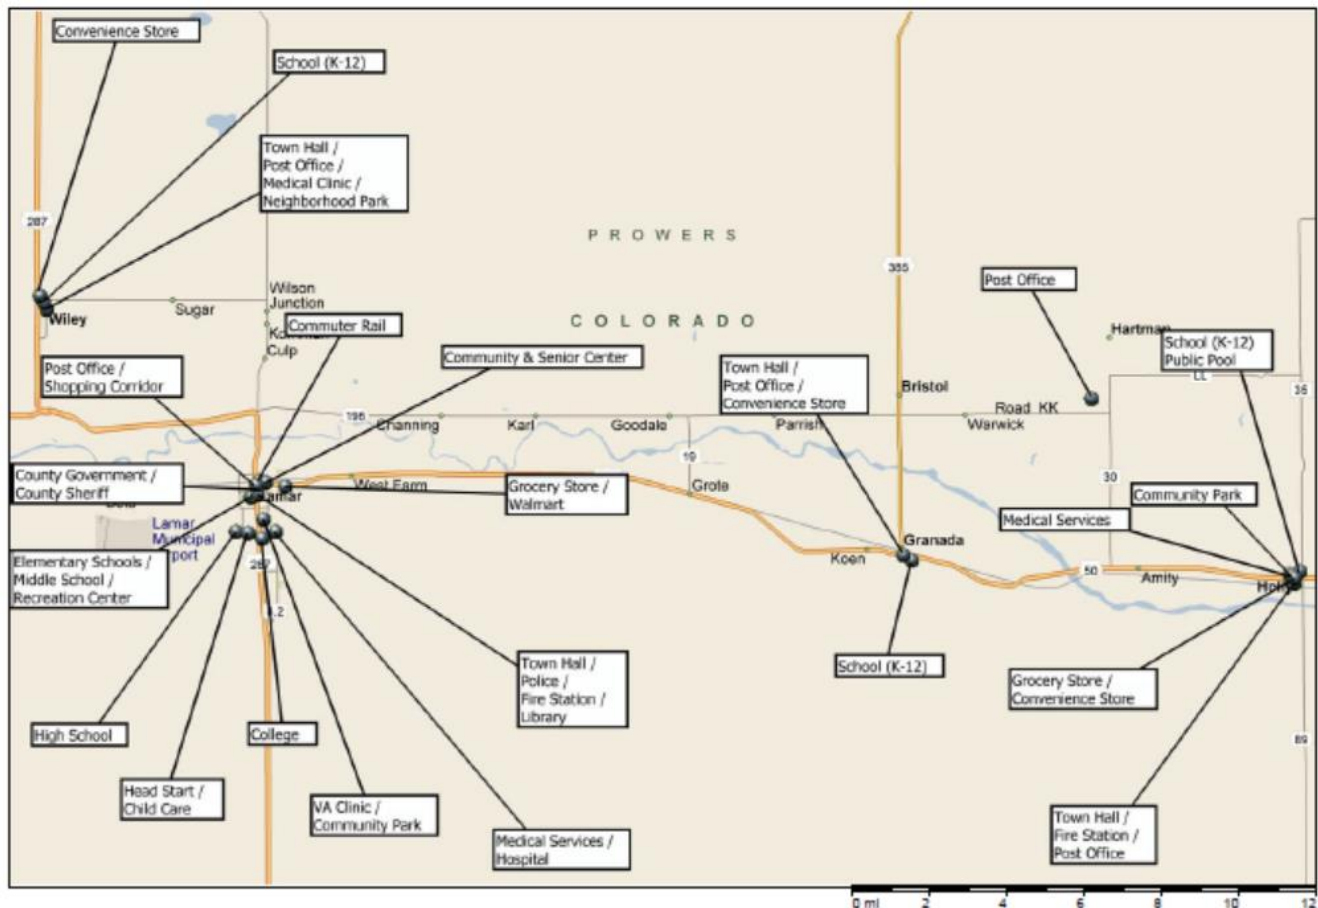 Convenience Store
School (K-12)
Town Hall /
Post Office /
Medical Clinic /
Neighborhood Park
287
PROWERS
385
Post Office
Wilson
Junction
Sugar
Wiley
Commuter Rail
COLORADO
Hartman
School (K-12)
Public Pool
Culp
Community & Senior Center
Town Hall /
Post Office /
Convenience Store
Post Office /
Shopping Corridor
Bristol
LL
35
196
Channing
Karl
Goodale
Parrish
Road KK
Warwick
19
30
County Government /
County Sheriff
Lamar
West Farm
Grocery Store /
Walmart
Grote
Community Park
Medical Services
Lamar
Municipal
Granada
Koen
50
Amity
Holly
Elementary Schools /
Middle School /
Recreation Center
287
Town Hall /
Police /
Fire Station /
Library
School (K-12)
Grocery Store /
Convenience Store
High School
College
89
Head Start /
Child Care
VA Clinic /
Community Park
Medical Services /
Hospital
Town Hall /
Fire Station /
Post Office
0 mi 2 4 6 8 10 12